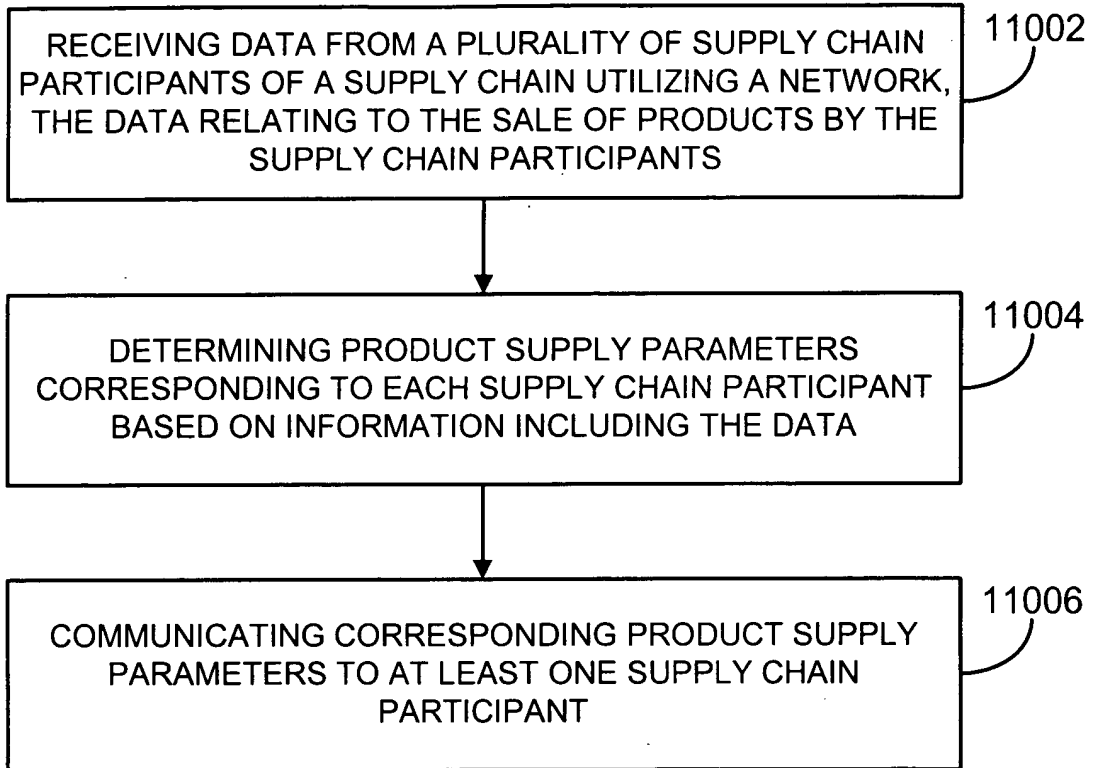 RECEIVING DATA FROM A PLURALITY OF SUPPLY CHAIN
PARTICIPANTS OF A SUPPLY CHAIN UTILIZING A NETWORK,
THE DATA RELATING TO THE SALE OF PRODUCTS BY THE
SUPPLY CHAIN PARTICIPANTS
11002
DETERMINING PRODUCT SUPPLY PARAMETERS
CORRESPONDING TO EACH SUPPLY CHAIN PARTICIPANT
BASED ON INFORMATION INCLUDING THE DATA
11004
COMMUNICATING CORRESPONDING PRODUCT SUPPLY
PARAMETERS TO AT LEAST ONE SUPPLY CHAIN
PARTICIPANT
11006